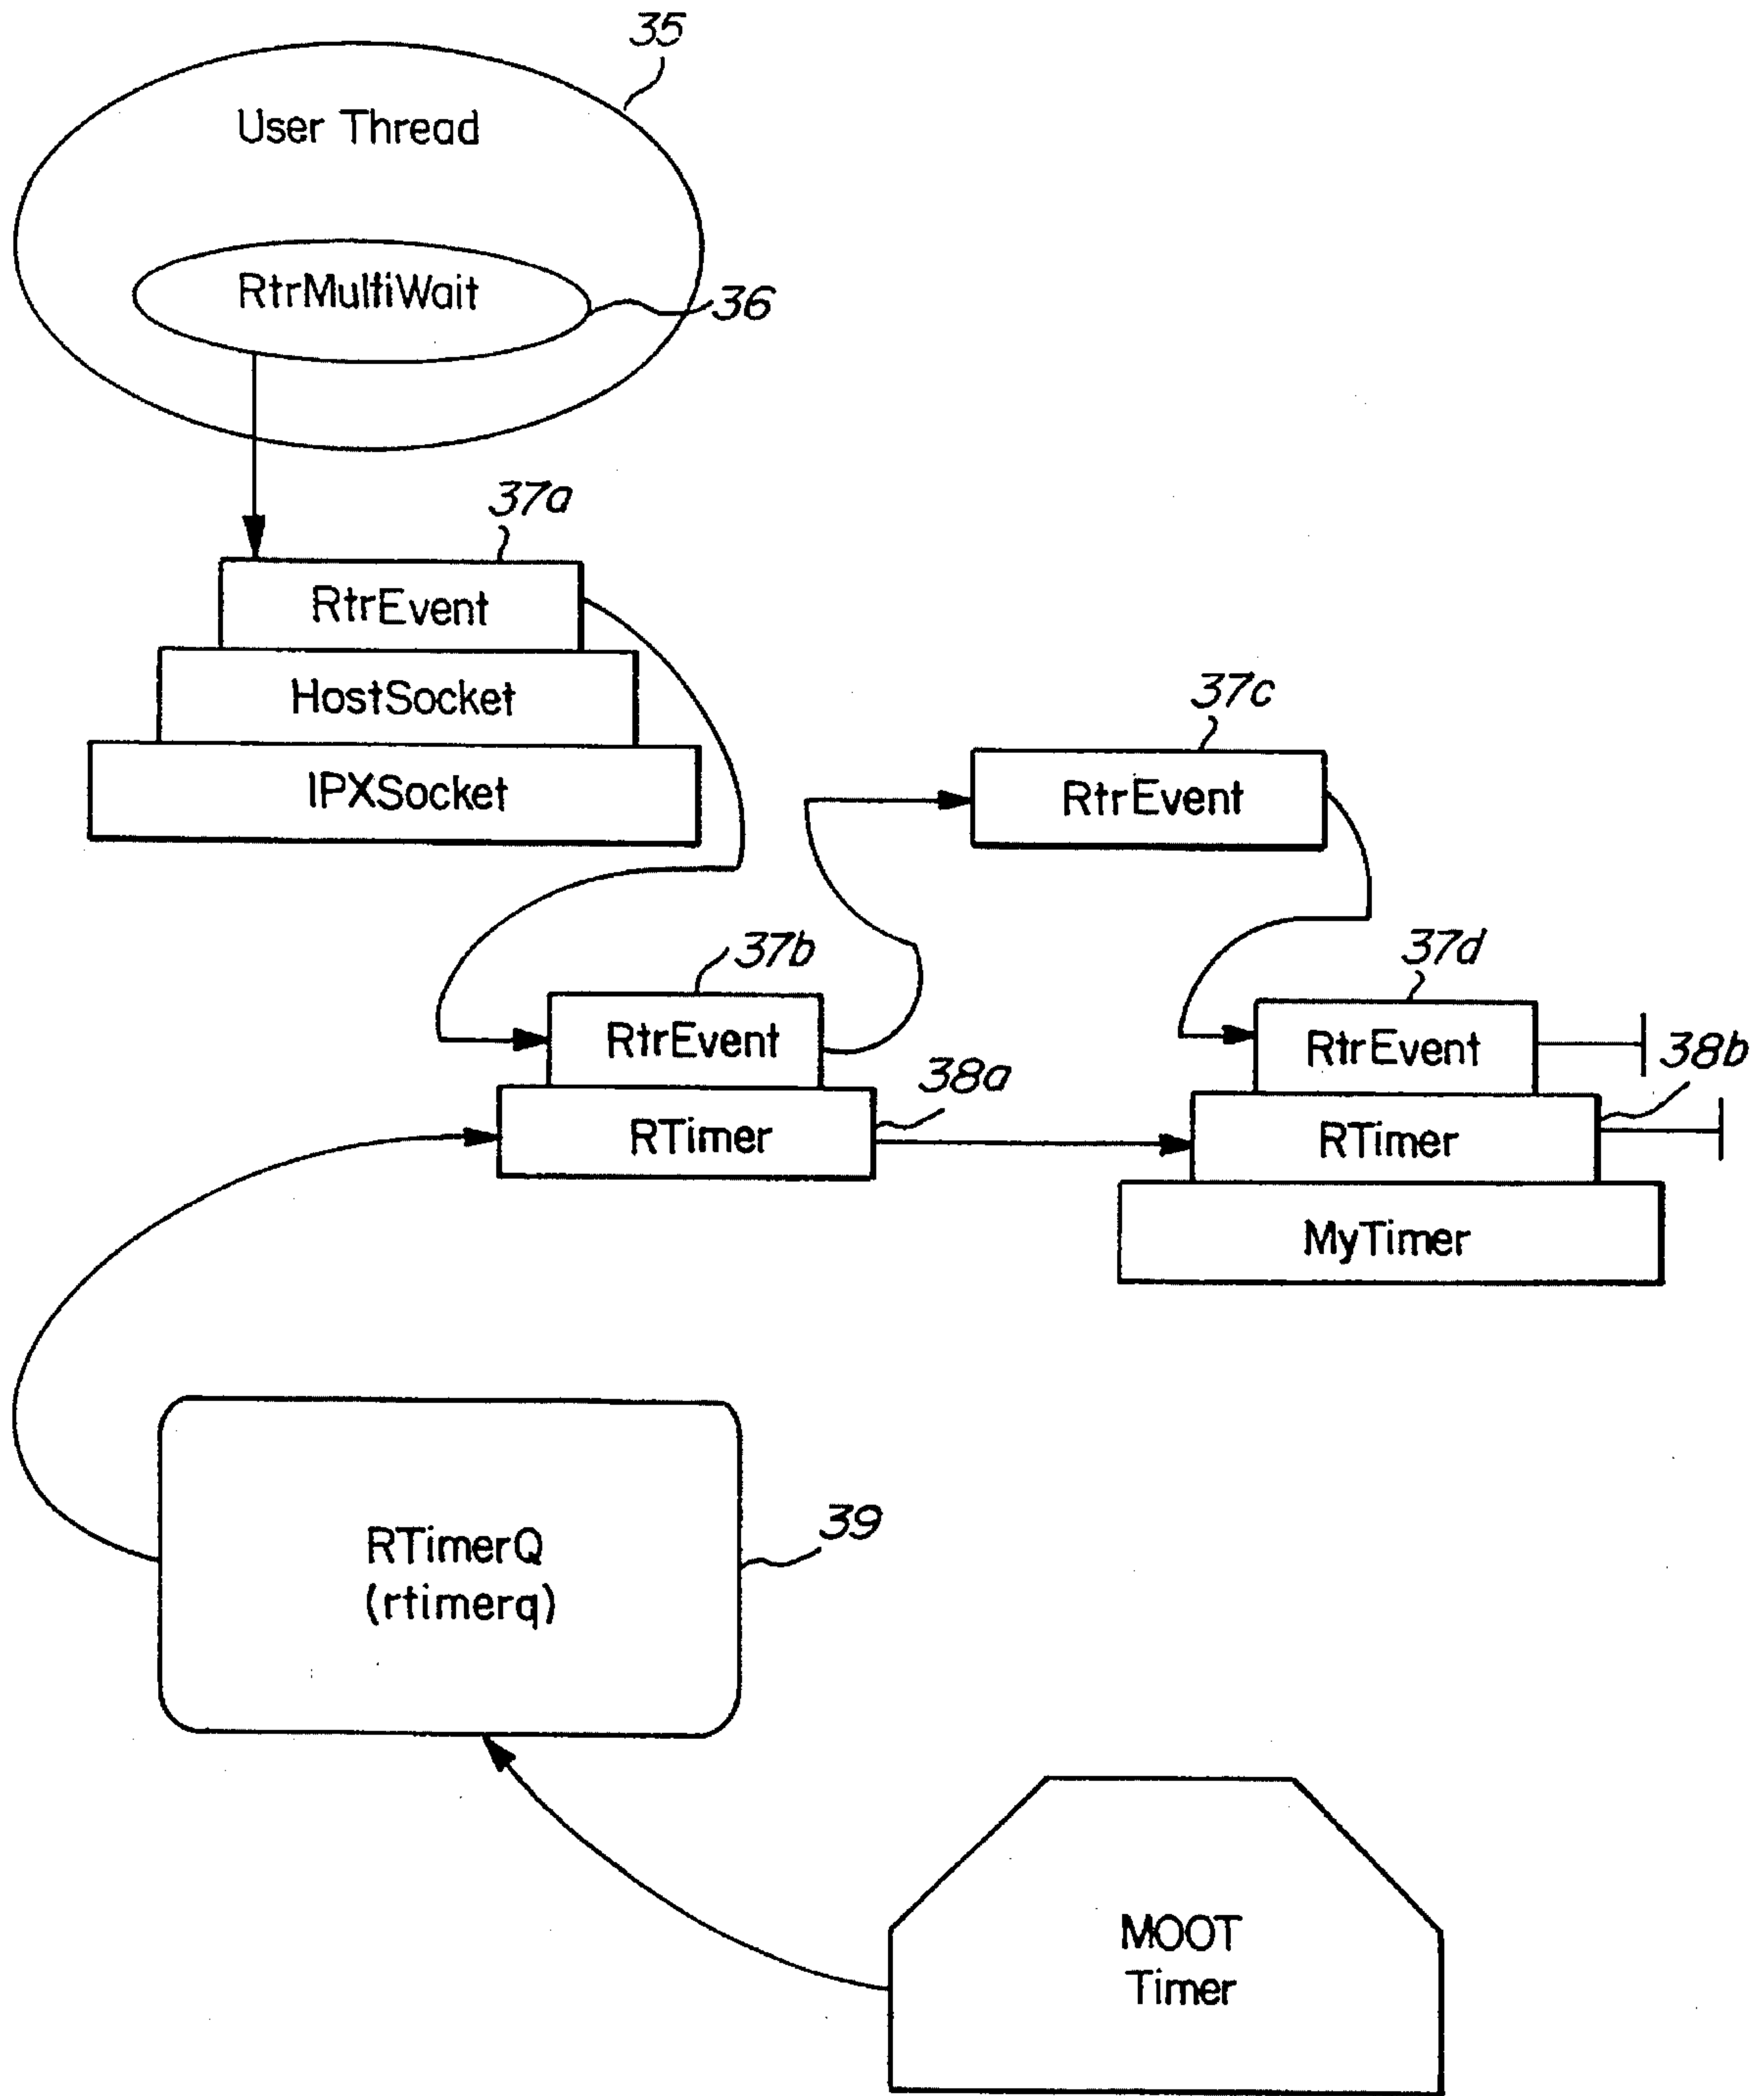 35
User Thread
RtrMultiWait
36
37a
RtrEvent
HostSocket
IPXSocket
37c
RtrEvent
37b
RtrEvent
38a
RTimer
37d
RtrEvent
38b
RTimer
MyTimer
RTimerQ
(rtimerq)
39
MOOT
Timer